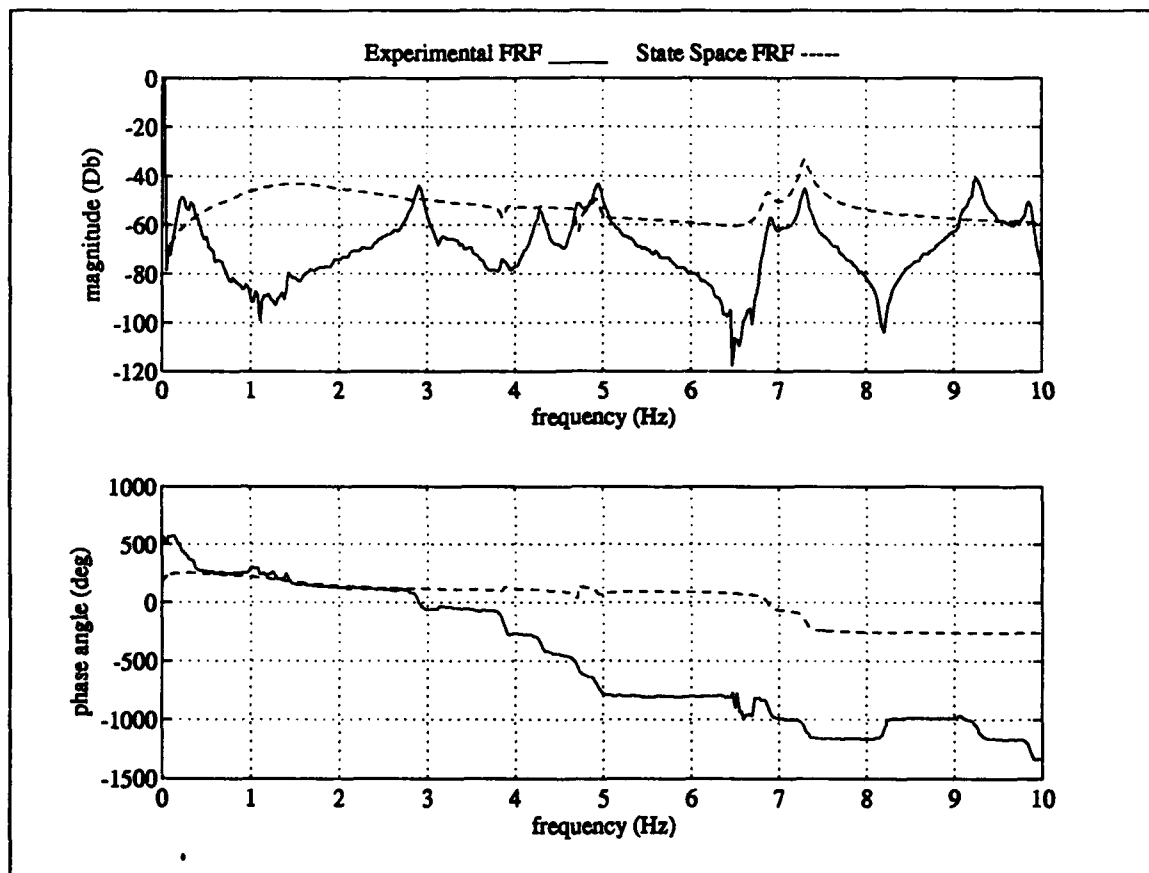 Experimental FRF State Space FRF
0
-20
-40
-60
-80
-100
-120
magnitude (Db)
0 1 2 3 4 5 6 7 8 9 10
frequency (Hz)
1000
500
0
-500
-1000
-1500
phase angle (deg)
0 1 2 3 4 5 6 7 8 9 10
frequency (Hz)